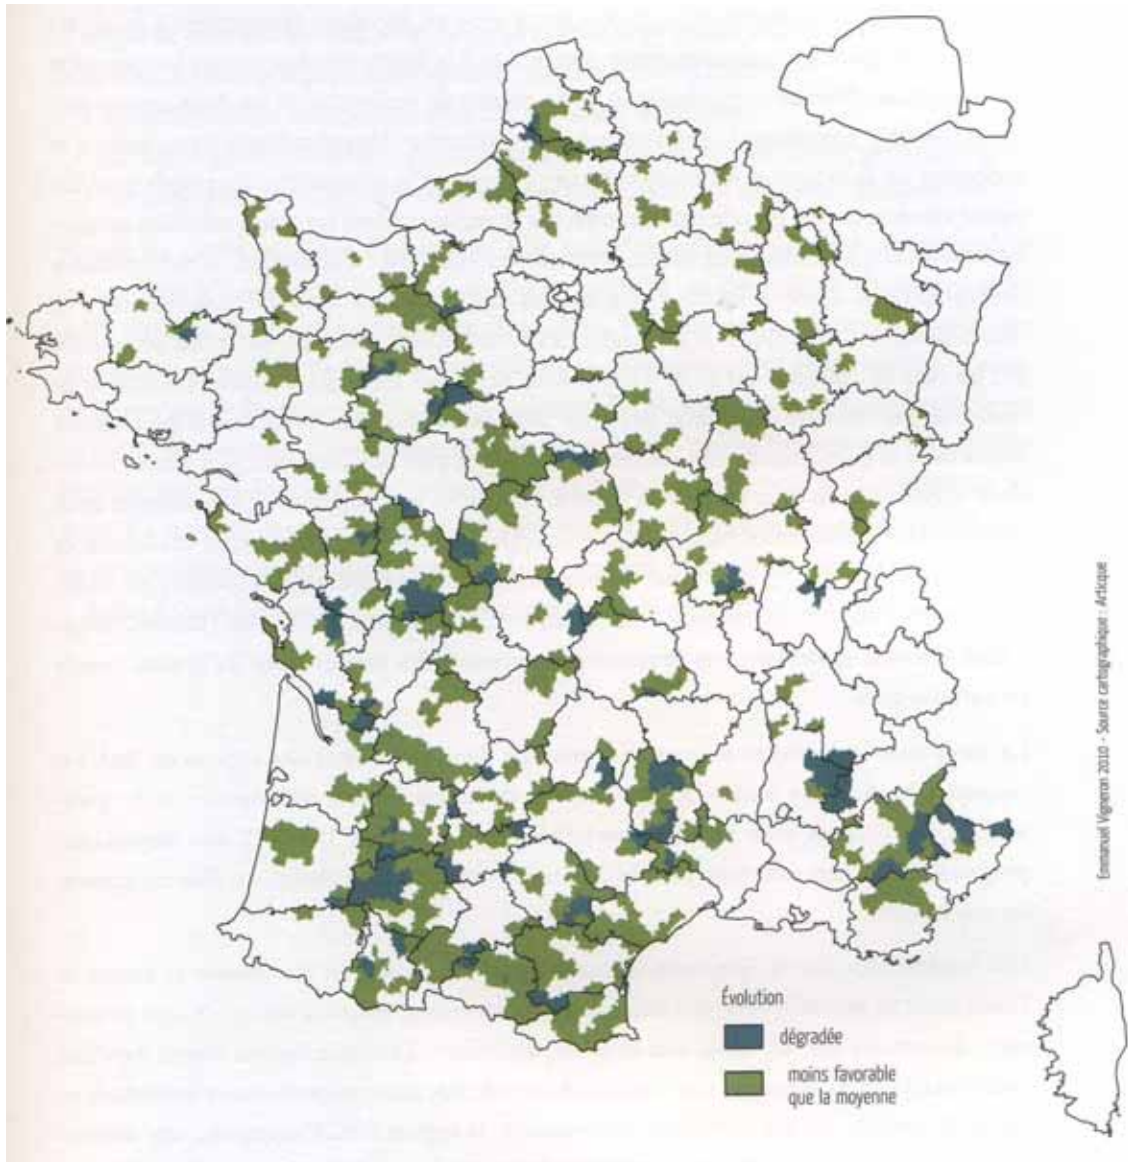 Emmanuel Vigneron 2010 - Source cartographique : Articque
Évolution
dégradée
moins favorable
que la moyenne